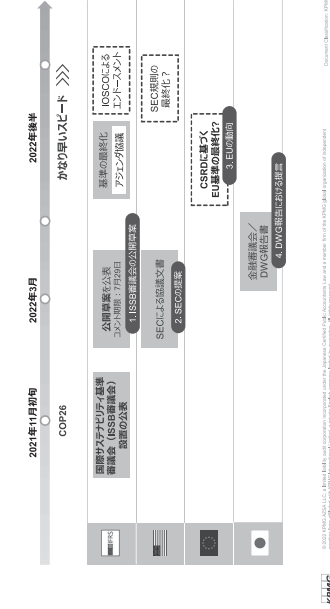 2021年11月初旬
2022年3月
2022年後半
COP26
かなり早いスピード
IFRS
国際サステナビリティ基準
審議会（ISSB審議会）
設置の公表
公開草案を公表
コメント期限：7月29日
1. ISSB審議会の公開草案
基準の最終化
アジェンダ協議
IOSCOによる
エンドースメント
SECによる協議文書
2. SECの提案
SEC規則の
最終化？
CSRDに基づく
EU基準の最終化？
3. EUの動向
金融審議会／
DWG報告書
4. DWG報告における提言
KPMG